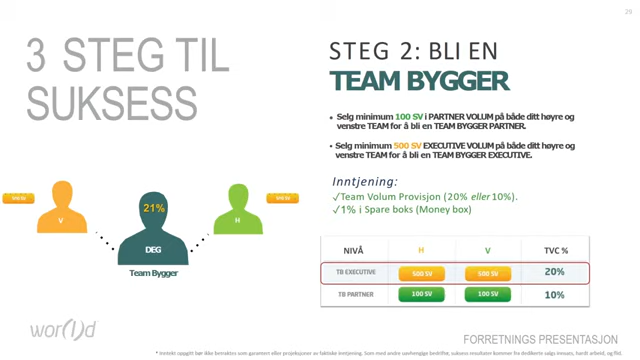 29
3 STEG TIL
SUKSESS
STEG 2: BLI EN
TEAM BYGGER
• Selg minimum 100 SV i PARTNER VOLUM på både ditt høyre og
venstre TEAM for å bli en TEAM BYGGER PARTNER.
• Selg minimum 500 SV EXECUTIVE VOLUM på både ditt høyre og
venstre TEAM for å bli en TEAM BYGGER EXECUTIVE.
Inntjening:
✓Team Volum Provisjon (20% eller 10%).
✓1% i Spare boks (Money box)
V
21%
H
DEG
Team Bygger
NIVÅ H V TVC %
TB EXECUTIVE 500 SV 500 SV 20%
TB PARTNER 100 SV 100 SV 10%
wor(l)d
FORRETNINGS PRESENTASJON